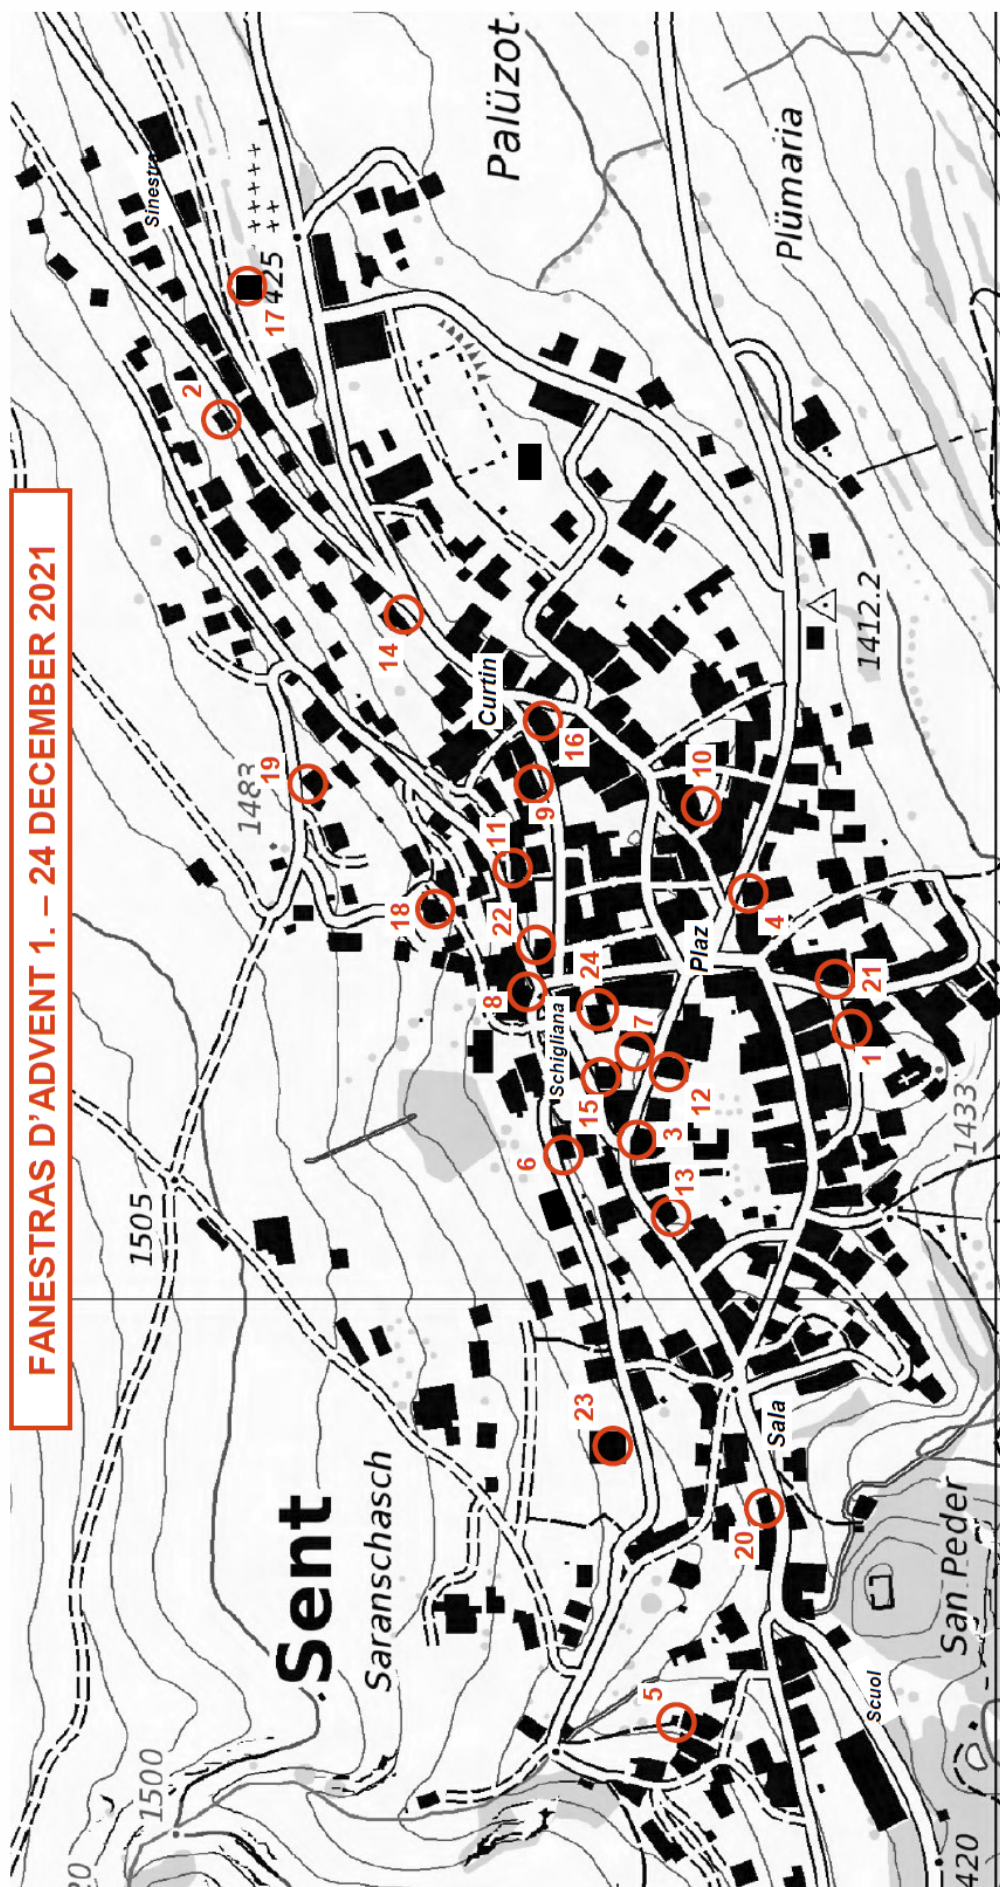 FANESTRAS D'ADVENT 1. – 24 DECEMBER 2021
1500
1505
1483
19
2
Sinestra
17
1425
Sent
Saranschasch
18
14
Palüzot
23
6
Schigliana
8
22
11
9
16
Curtin
15
24
7
3
12
13
5
20
Sala
Plaz
10
4
Plümaria
21
1
1412.2
Scuol
San Peder
1433
420
20